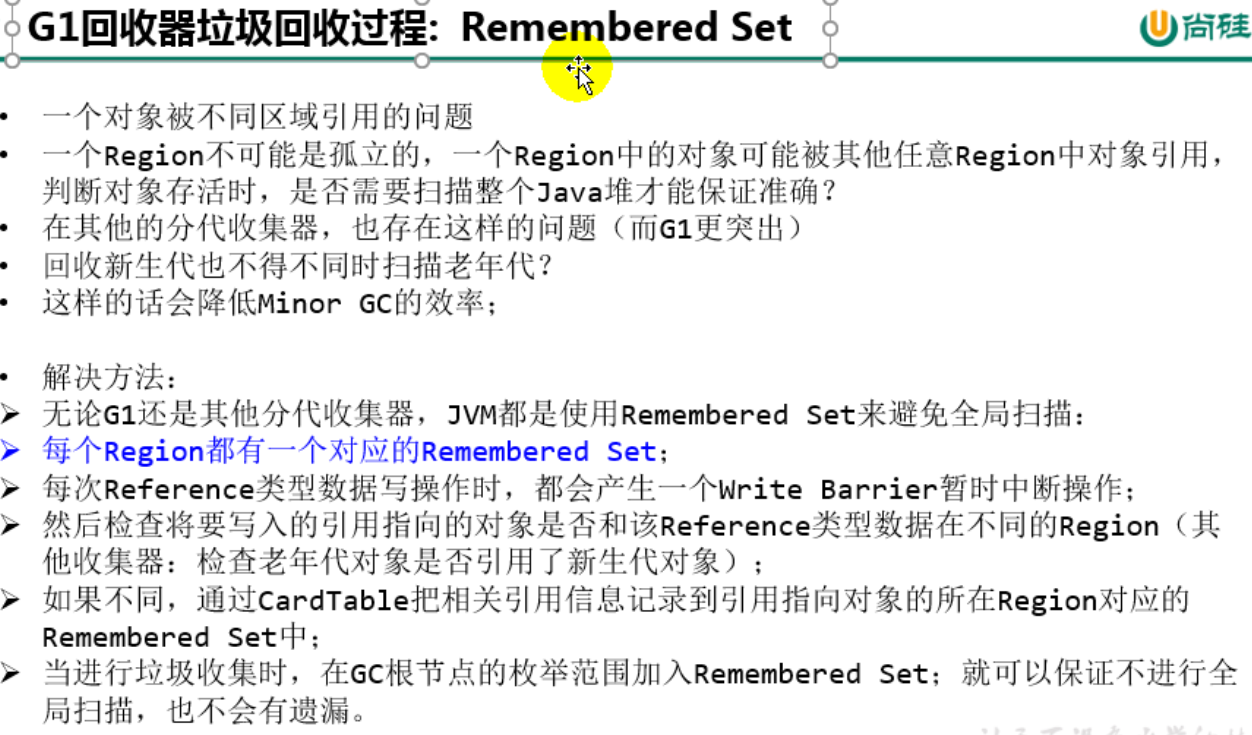 G1回收器垃圾回收过程: Remembered Set
尚硅
• 一个对象被不同区域引用的问题
• 一个Region不可能是孤立的，一个Region中的对象可能被其他任意Region中对象引用，
判断对象存活时，是否需要扫描整个Java堆才能保证准确？
• 在其他的分代收集器，也存在这样的问题（而G1更突出）
• 回收新生代也不得不同时扫描老年代？
• 这样的话会降低Minor GC的效率；
• 解决方法：
➢ 无论G1还是其他分代收集器，JVM都是使用Remembered Set来避免全局扫描：
➢ 每个Region都有一个对应的Remembered Set；
➢ 每次Reference类型数据写操作时，都会产生一个Write Barrier暂时中断操作；
➢ 然后检查将要写入的引用指向的对象是否和该Reference类型数据在不同的Region（其
他收集器：检查老年代对象是否引用了新生代对象）；
➢ 如果不同，通过CardTable把相关引用信息记录到引用指向对象的所在Region对应的
Remembered Set中；
➢ 当进行垃圾收集时，在GC根节点的枚举范围加入Remembered Set；就可以保证不进行全
局扫描，也不会有遗漏。